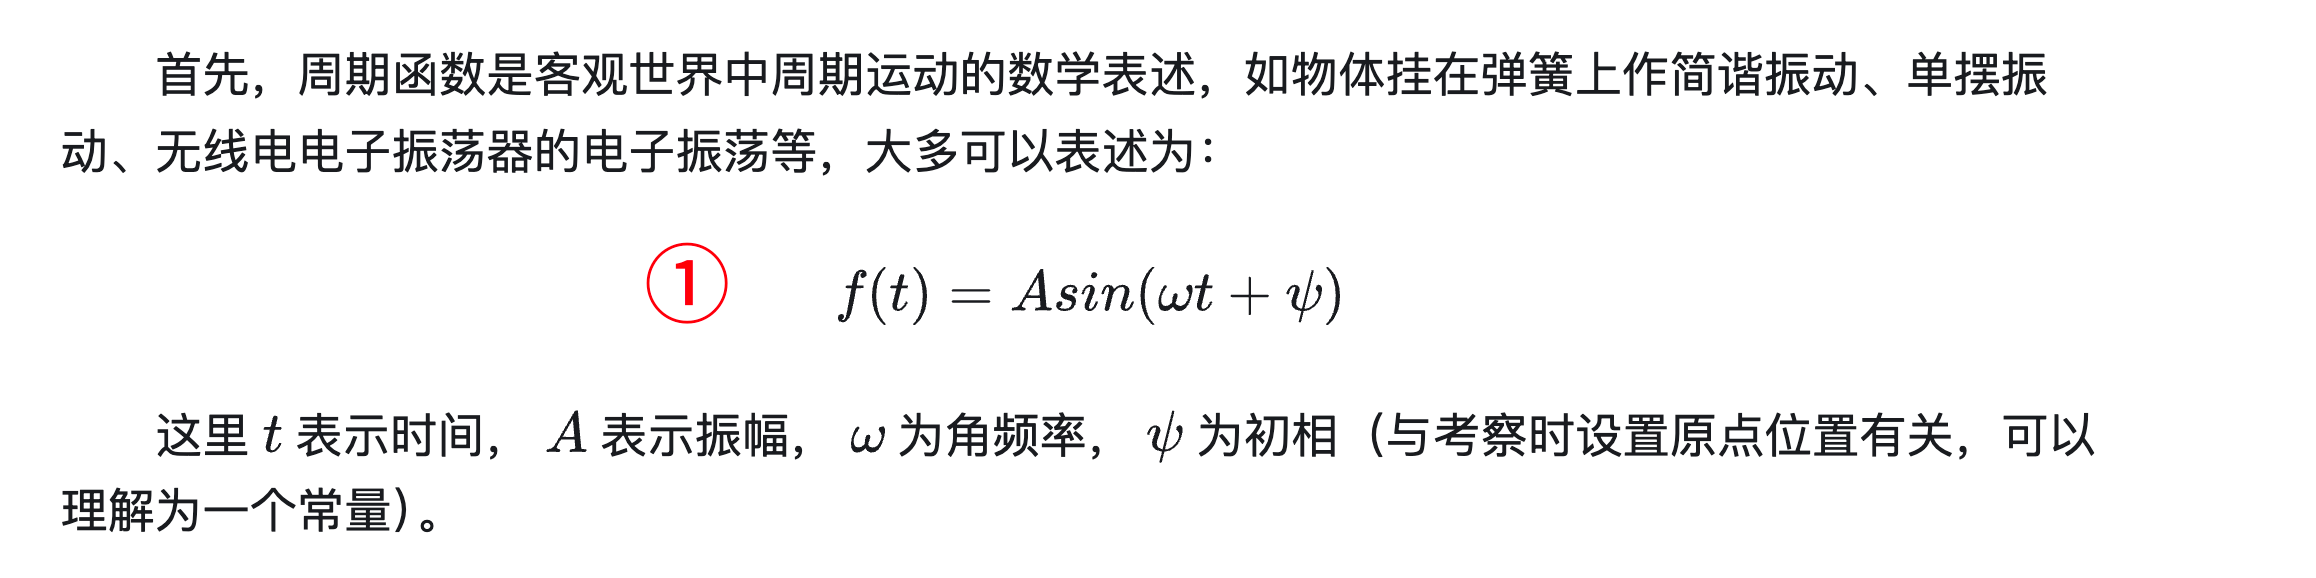 首先，周期函数是客观世界中周期运动的数学表述，如物体挂在弹簧上作简谐振动、单摆振
动、无线电电子振荡器的电子振荡等，大多可以表述为：
① f(t) = Asin(ωt + ψ)
这里 t 表示时间， A 表示振幅， ω 为角频率， ψ 为初相（与考察时设置原点位置有关，可以
理解为一个常量）。